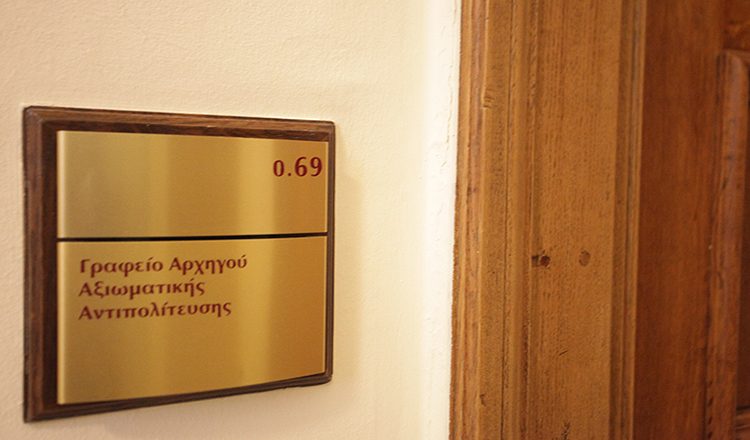 0.69
Γραφείο Αρχηγού
Αξιωματικής
Αντιπολίτευσης